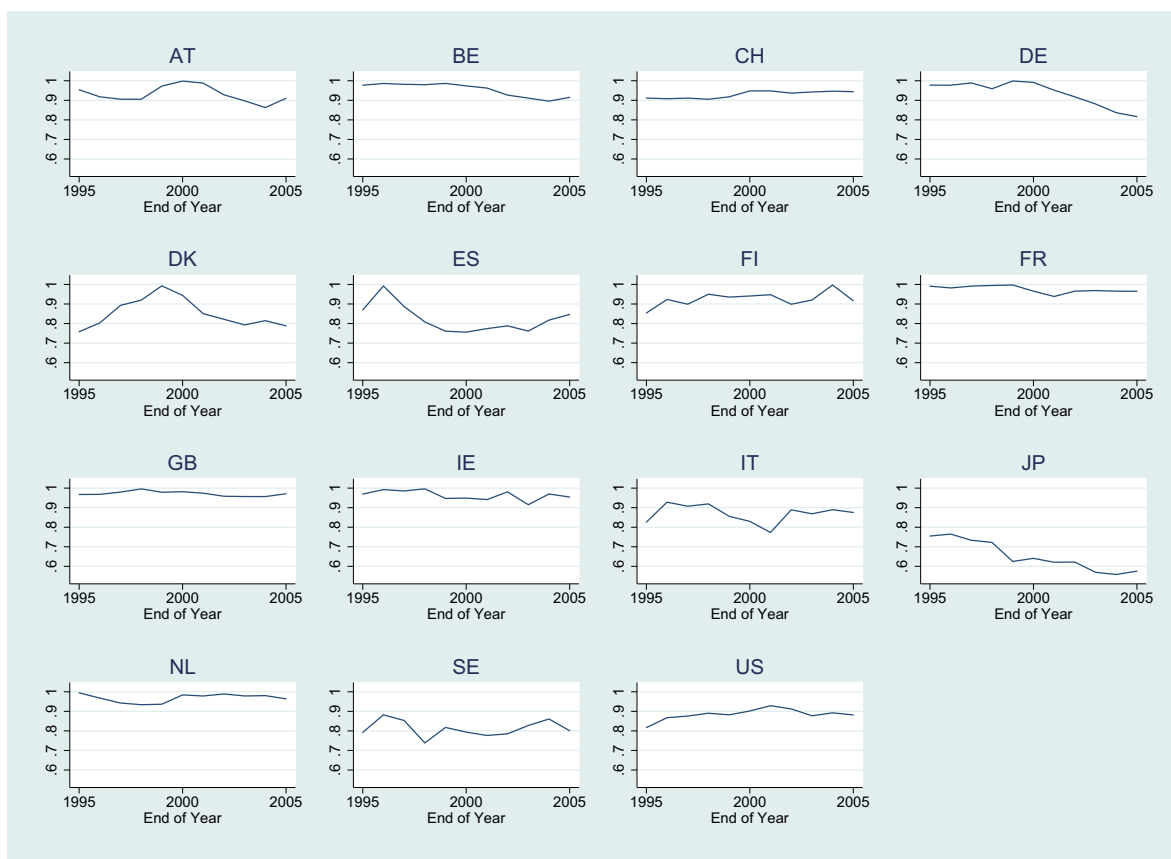 AT BE CH DE
1 1 1 1
.9 .9 .9 .9
.8 .8 .8 .8
.7 .7 .7 .7
.6 .6 .6 .6
1995 2000 2005 1995 2000 2005 1995 2000 2005 1995 2000 2005
End of Year End of Year End of Year End of Year
DK ES FI FR
1 1 1 1
.9 .9 .9 .9
.8 .8 .8 .8
.7 .7 .7 .7
.6 .6 .6 .6
1995 2000 2005 1995 2000 2005 1995 2000 2005 1995 2000 2005
End of Year End of Year End of Year End of Year
GB IE IT JP
1 1 1 1
.9 .9 .9 .9
.8 .8 .8 .8
.7 .7 .7 .7
.6 .6 .6 .6
1995 2000 2005 1995 2000 2005 1995 2000 2005 1995 2000 2005
End of Year End of Year End of Year End of Year
NL SE US
1 1 1
.9 .9 .9
.8 .8 .8
.7 .7 .7
.6 .6 .6
1995 2000 2005 1995 2000 2005 1995 2000 2005
End of Year End of Year End of Year